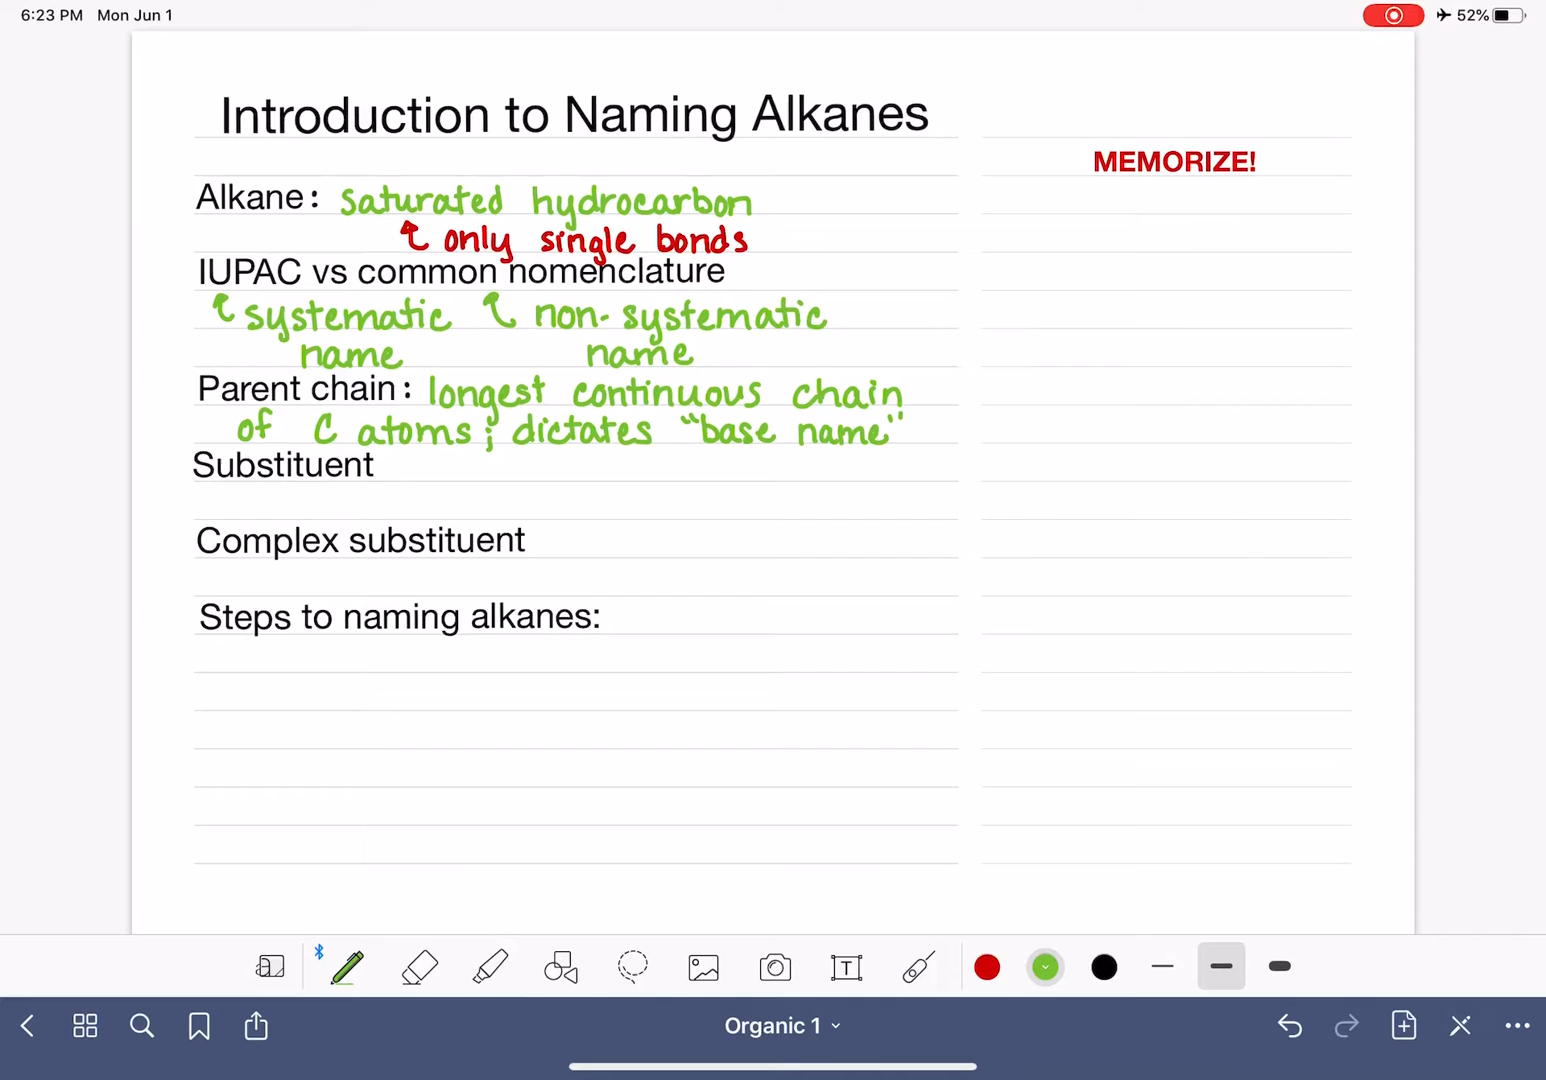 6:23 PM Mon Jun 1
52%
Introduction to Naming Alkanes
MEMORIZE!
Alkane: saturated hydrocarbon
only single bonds
IUPAC vs common nomenclature
systematic non-systematic
name name
Parent chain: longest continuous chain
of C atoms; dictates "base name"
Substituent
Complex substituent
Steps to naming alkanes:
T
Organic 1